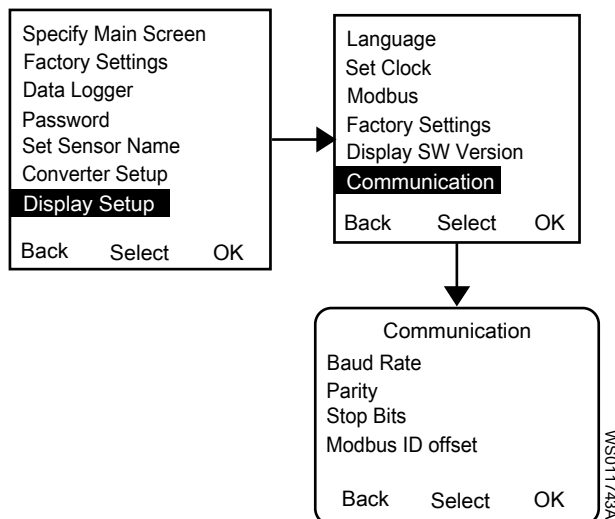 Specify Main Screen
Factory Settings
Data Logger
Password
Set Sensor Name
Converter Setup
Display Setup
Back Select OK
Language
Set Clock
Modbus
Factory Settings
Display SW Version
Communication
Back Select OK
Communication
Baud Rate
Parity
Stop Bits
Modbus ID offset
Back Select OK
WS011743A